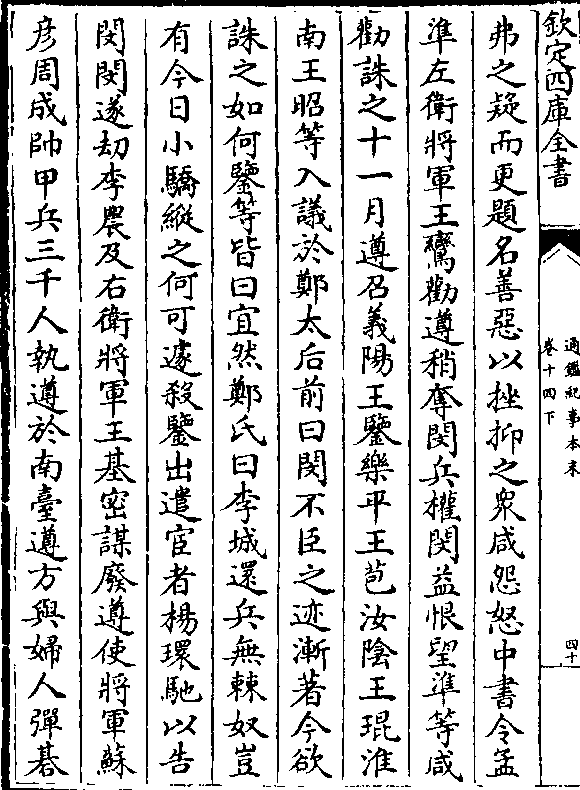 欽定四庫全書
通鑑紀事本末
卷十四下
四十
弗之疑而更題名善惡以挫抑之衆咸怨怒中書令孟
準左衛將軍王鸞勸遵稍奪閔兵權閔益恨望準等咸
勸誅之十一月遵召義陽王鑒樂平王苞汝陰王琨淮
南王昭等入議於鄭太后前曰閔不臣之迹漸著今欲
誅之如何鑒等皆曰宜然鄭氏曰李城還兵無棘奴豈
有今日小驕縱之何可遽殺鑒出遣宦者楊環馳以告
閔閔遂劫李農及右衛將軍王基密謀廢遵使將軍蘇
彦周成帥甲兵三千人執遵於南臺遵方與婦人彈碁